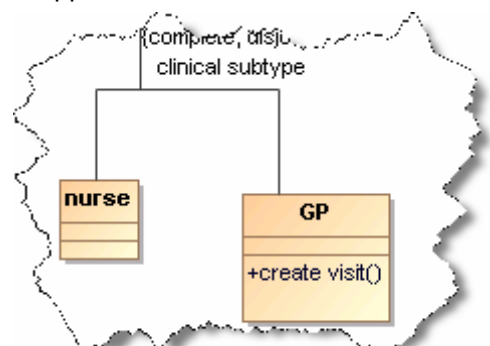 {complete,
clinical subtype
nurse
GP
+create visit()